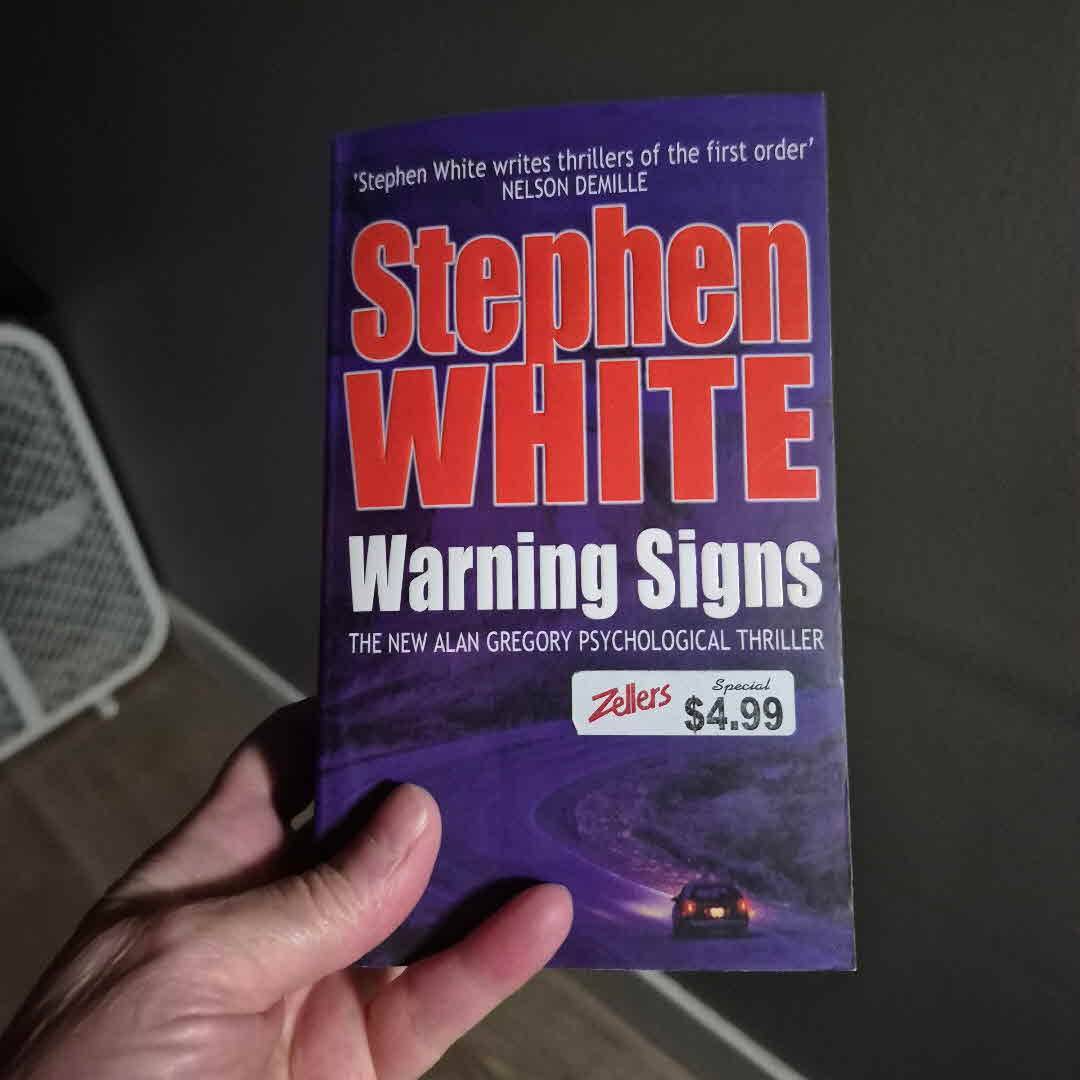 'Stephen White writes thrillers of the first order'
NELSON DEMILLE
Stephen
WHITE
Warning Signs
THE NEW ALAN GREGORY PSYCHOLOGICAL THRILLER
Zellers Special
$4.99